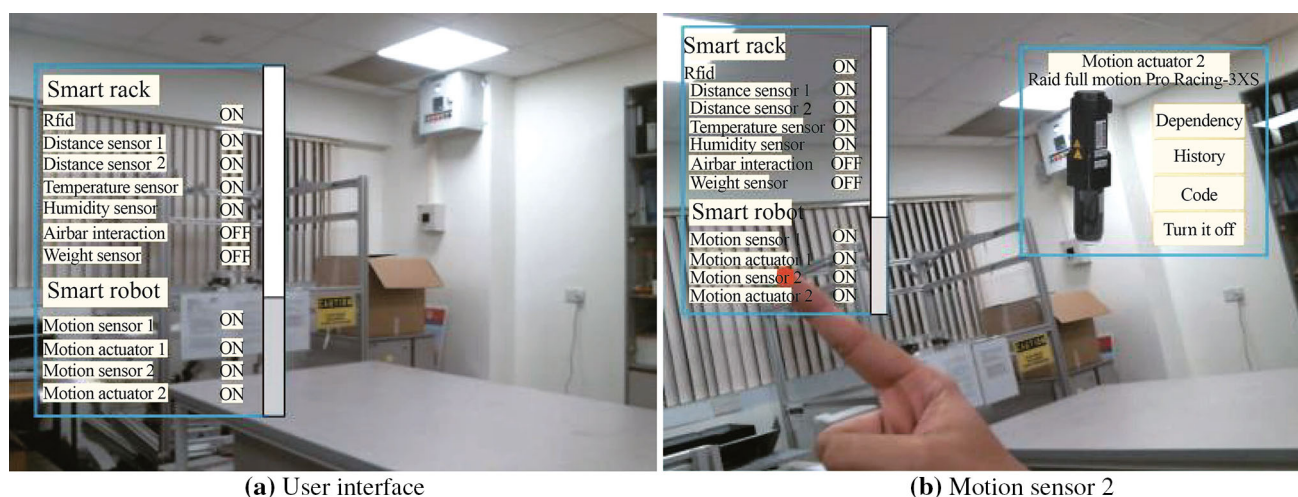 Smart rack
Rfid ON
Distance sensor 1 ON
Distance sensor 2 ON
Temperature sensor ON
Humidity sensor ON
Airbar interaction OFF
Weight sensor OFF
Smart robot
Motion sensor 1 ON
Motion actuator 1 ON
Motion sensor 2 ON
Motion actuator 2 ON
(a) User interface
Smart rack
Rfid ON
Distance sensor 1 ON
Distance sensor 2 ON
Temperature sensor ON
Humidity sensor ON
Airbar interaction OFF
Weight sensor OFF
Smart robot
Motion sensor 1 ON
Motion actuator 1 ON
Motion sensor 2 ON
Motion actuator 2 ON
Motion actuator 2
Raid full motion Pro Racing-3XS
Dependency
History
Code
Turn it off
(b) Motion sensor 2